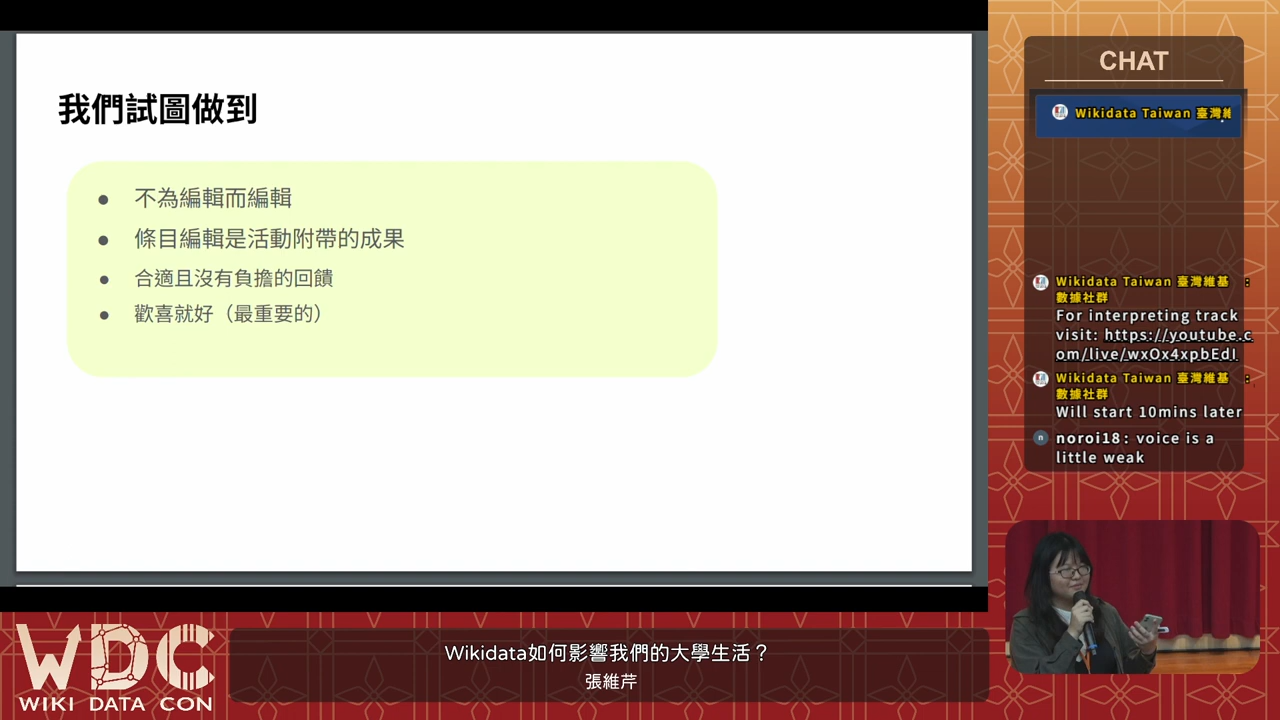 我們試圖做到
● 不為編輯而編輯
● 條目編輯是活動附帶的成果
● 合適且沒有負擔的回饋
● 歡喜就好（最重要的）
CHAT
Wikidata Taiwan 臺灣維
Wikidata Taiwan 臺灣維基 :
數據社群
For interpreting track
visit: https://youtube.c
om/live/wxOx4xpbEdI
Wikidata Taiwan 臺灣維基 :
數據社群
Will start 10mins later
n
noroi18: voice is a
little weak
WDC
WIKI DATA CON
Wikidata如何影響我們的大學生活？
張維芹